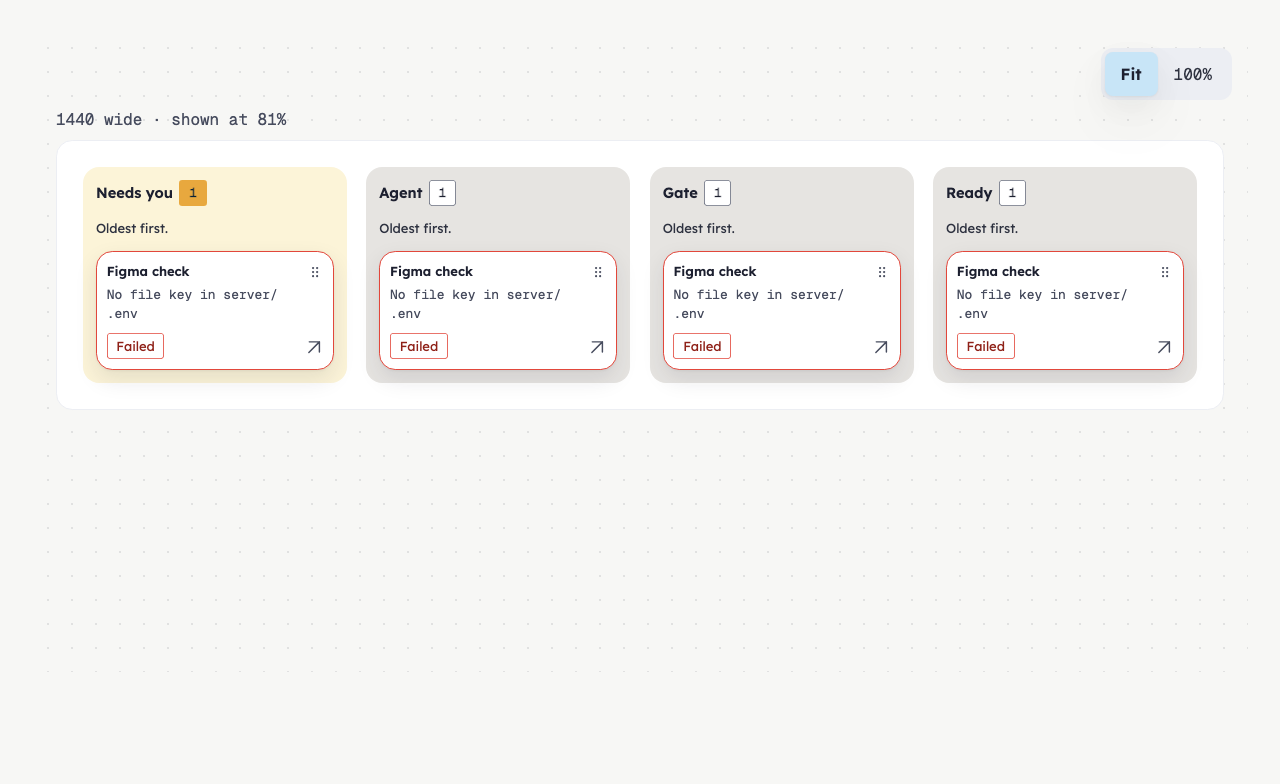 Fit 100%
1440 wide · shown at 81%
Needs you 1
Oldest first.
Figma check
No file key in server/
.env
Failed
Agent 1
Oldest first.
Figma check
No file key in server/
.env
Failed
Gate 1
Oldest first.
Figma check
No file key in server/
.env
Failed
Ready 1
Oldest first.
Figma check
No file key in server/
.env
Failed